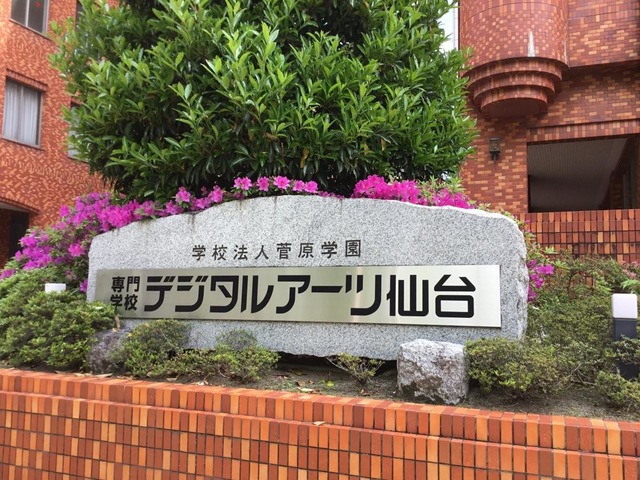 学校法人菅原学園
専門
学校 デジタルアーツ仙台